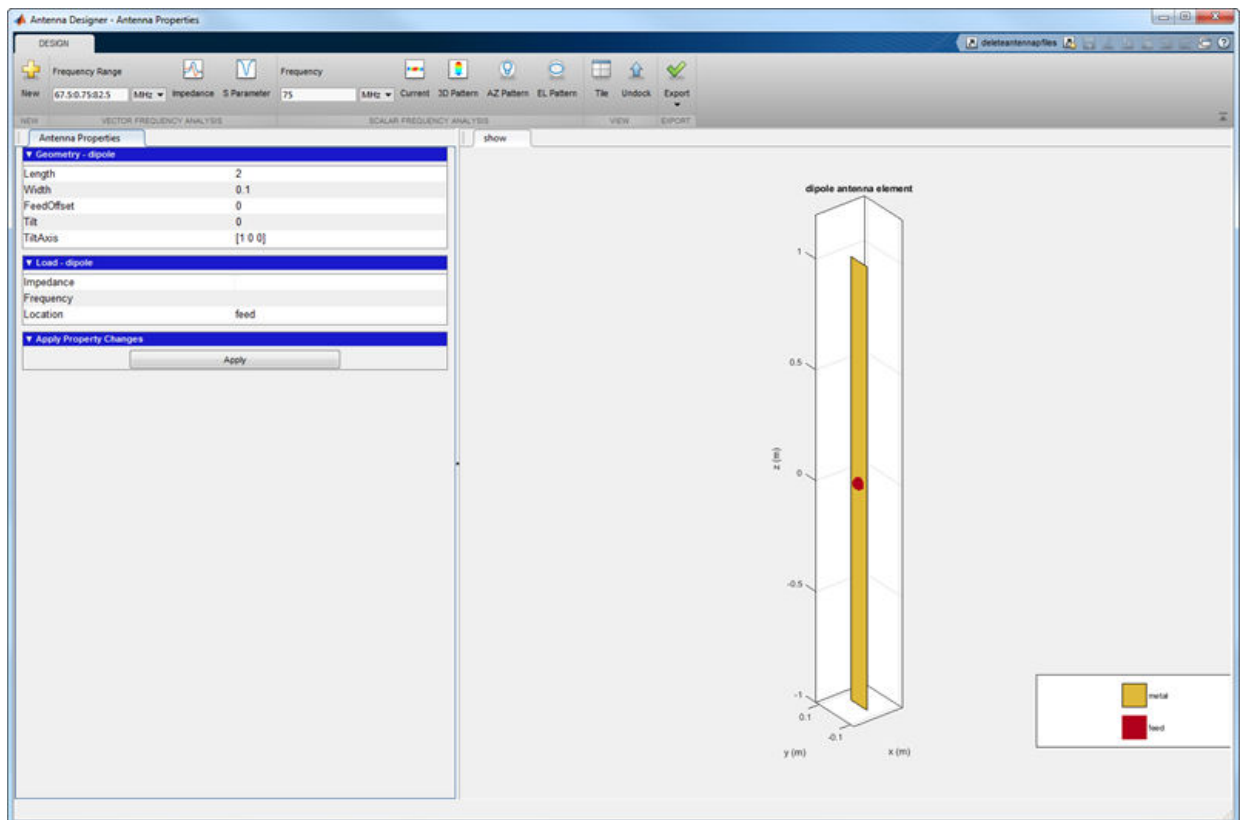 Antenna Designer - Antenna Properties
DESIGN
deleteantennapfiles
Frequency Range
Frequency
New
67.5:0.75:82.5
MHz
Impedance
S Parameter
75
MHz
Current
3D Pattern
AZ Pattern
EL Pattern
Tile
Undock
Export
NEW
VECTOR FREQUENCY ANALYSIS
SCALAR FREQUENCY ANALYSIS
VIEW
EXPORT
Antenna Properties
Geometry - dipole
Length 2
Width 0.1
FeedOffset 0
Tilt 0
TiltAxis [1 0 0]
Load - dipole
Impedance
Frequency
Location feed
Apply Property Changes
Apply
show
dipole antenna element
1
0.5
z (m)
0
-0.5
-1
0.1
-0.1
y (m)
x (m)
metal
feed